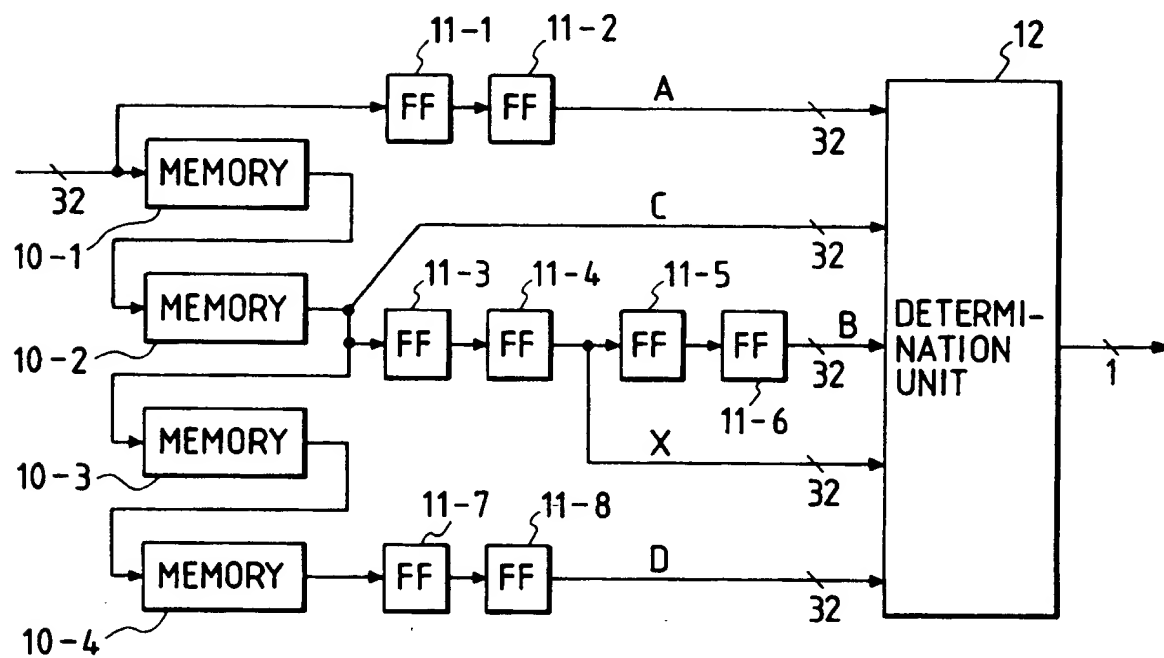 11-1
11-2
12
FF
FF
A
32
32
MEMORY
10-1
C
32
MEMORY
10-2
11-3
11-4
11-5
FF
FF
FF
FF
11-6
B
32
DETERMI-
NATION
UNIT
1
MEMORY
10-3
X
32
11-7
11-8
MEMORY
10-4
FF
FF
D
32